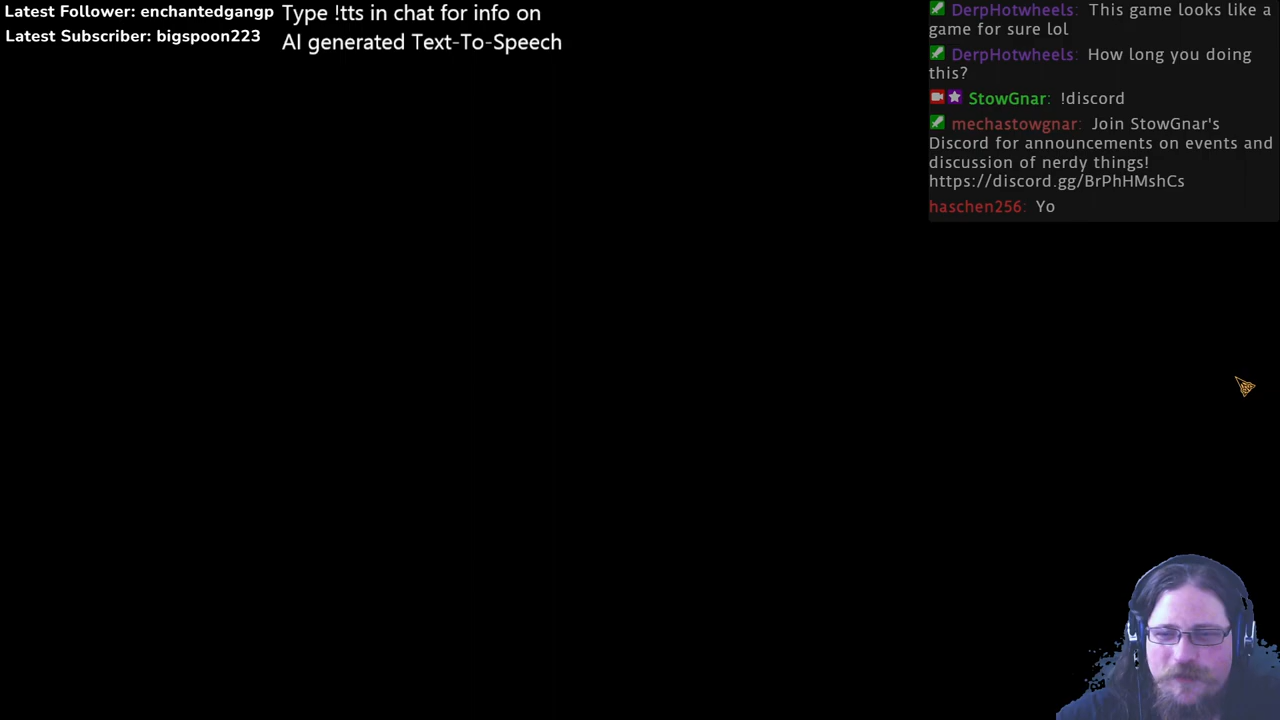 Latest Follower: enchantedgangp
Latest Subscriber: bigspoon223
Type !tts in chat for info on
AI generated Text-To-Speech
DerpHotwheels: This game looks like a
game for sure lol
DerpHotwheels: How long you doing
this?
StowGnar: !discord
mechastowgnar: Join StowGnar's
Discord for announcements on events and
discussion of nerdy things!
https://discord.gg/BrPhHMshCs
haschen256: Yo